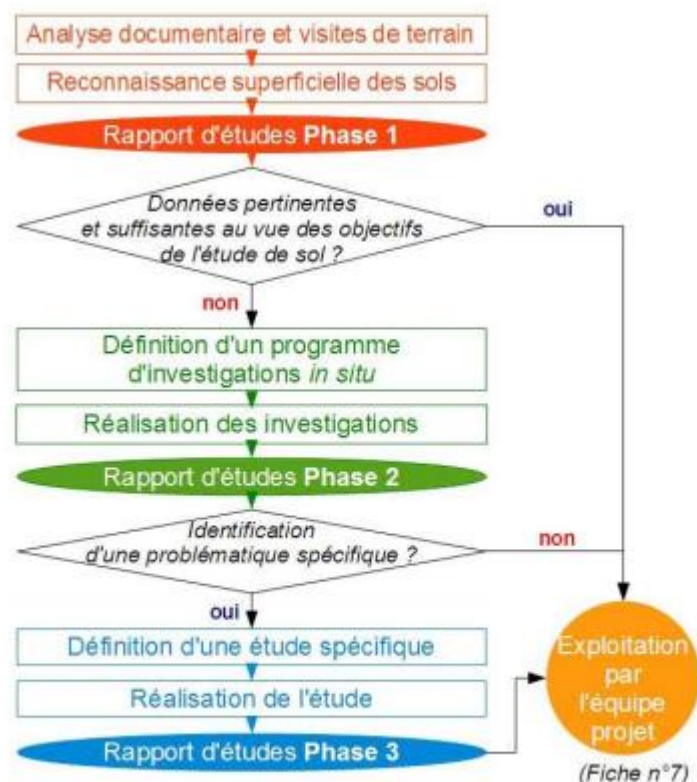 Analyse documentaire et visites de terrain
Reconnaissance superficielle des sols
Rapport d'études Phase 1
Données pertinentes
et suffisantes au vue des objectifs
de l'étude de sol ?
oui
non
Définition d'un programme
d'investigations in situ
Réalisation des investigations
Rapport d'études Phase 2
Identification
d'une problématique spécifique ?
non
oui
Définition d'une étude spécifique
Réalisation de l'étude
Rapport d'études Phase 3
Exploitation
par
l'équipe
projet
(Fiche n°7)